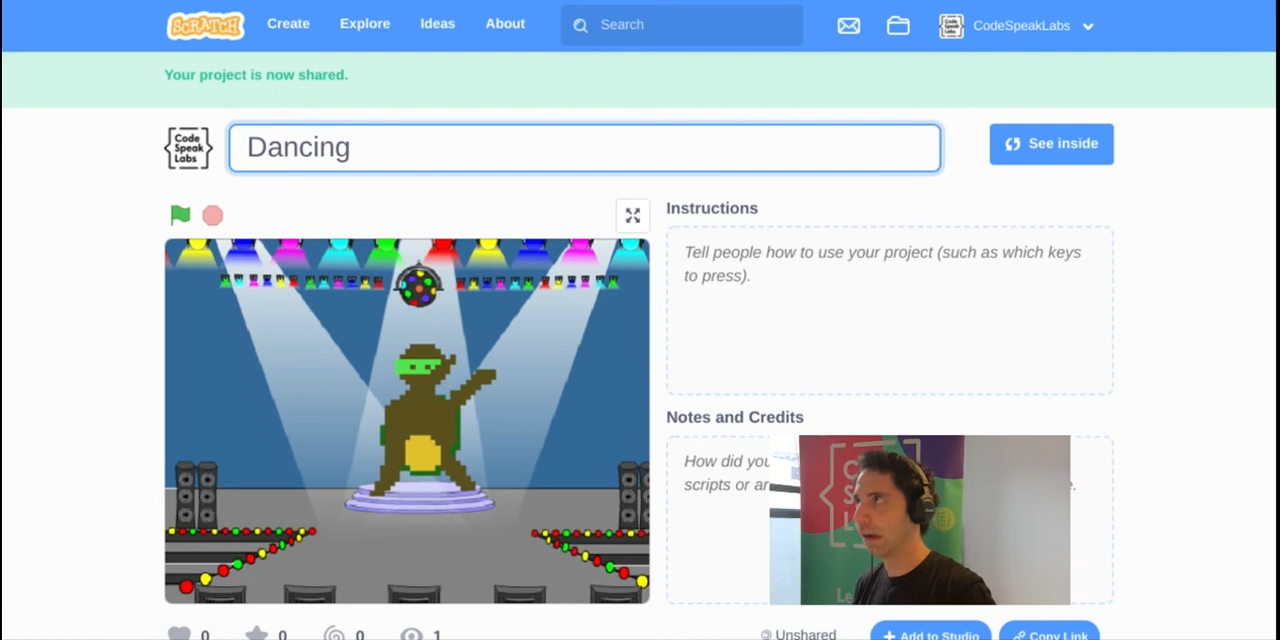 SCRATCH Create Explore Ideas About Search CodeSpeakLabs
Your project is now shared.
Code
Speak
Labs
Dancing
See inside
Instructions
Tell people how to use your project (such as which keys
to press).
Notes and Credits
How did you
scripts or
0 0 0 1
Unshared + Add to Studio Copy Link